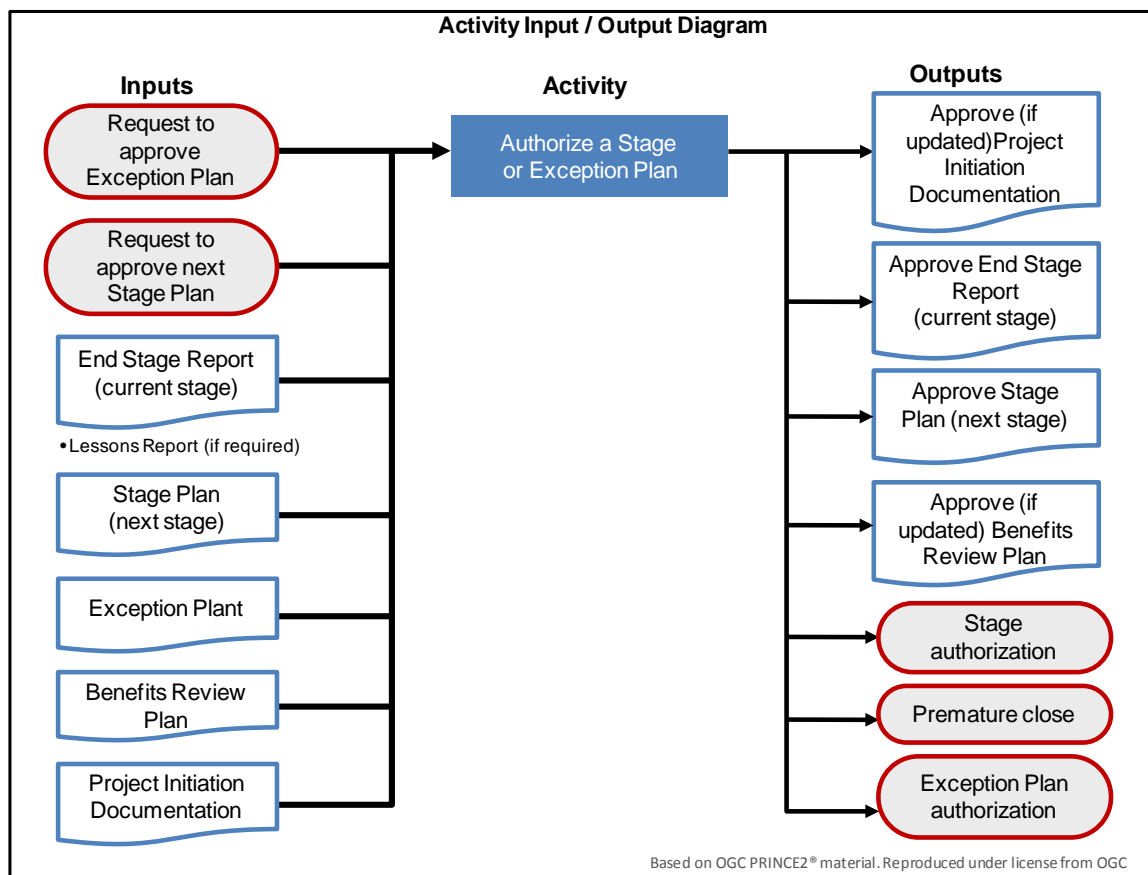 Activity Input / Output Diagram
Inputs
Request to
approve
Exception Plan
Request to
approve next
Stage Plan
End Stage Report
(current stage)
•Lessons Report (if required)
Stage Plan
(next stage)
Exception Plant
Benefits Review
Plan
Project Initiation
Documentation
Activity
Authorize a Stage
or Exception Plan
Outputs
Approve (if
updated)Project
Initiation
Documentation
Approve End Stage
Report
(current stage)
Approve Stage
Plan (next stage)
Approve (if
updated) Benefits
Review Plan
Stage
authorization
Premature close
Exception Plan
authorization
Based on OGC PRINCE2® material. Reproduced under license from OGC